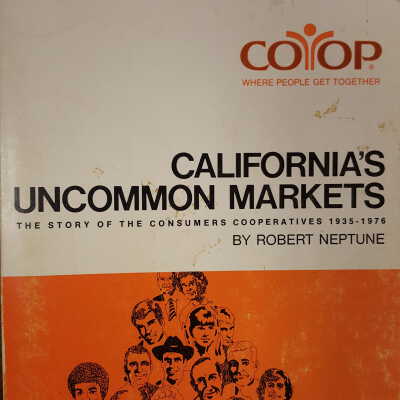 CO-OP®
WHERE PEOPLE GET TOGETHER
CALIFORNIA'S
UNCOMMON MARKETS
THE STORY OF THE CONSUMERS COOPERATIVES 1935-1976
BY ROBERT NEPTUNE